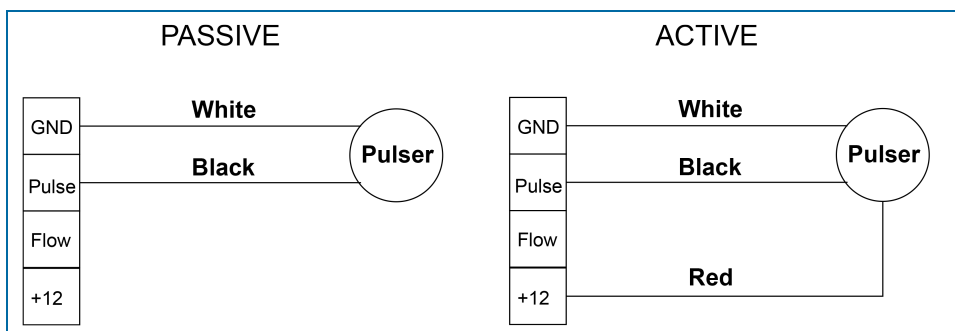 PASSIVE
GND
Pulse
Flow
+12
White
Black
Pulser
ACTIVE
GND
Pulse
Flow
+12
White
Black
Red
Pulser